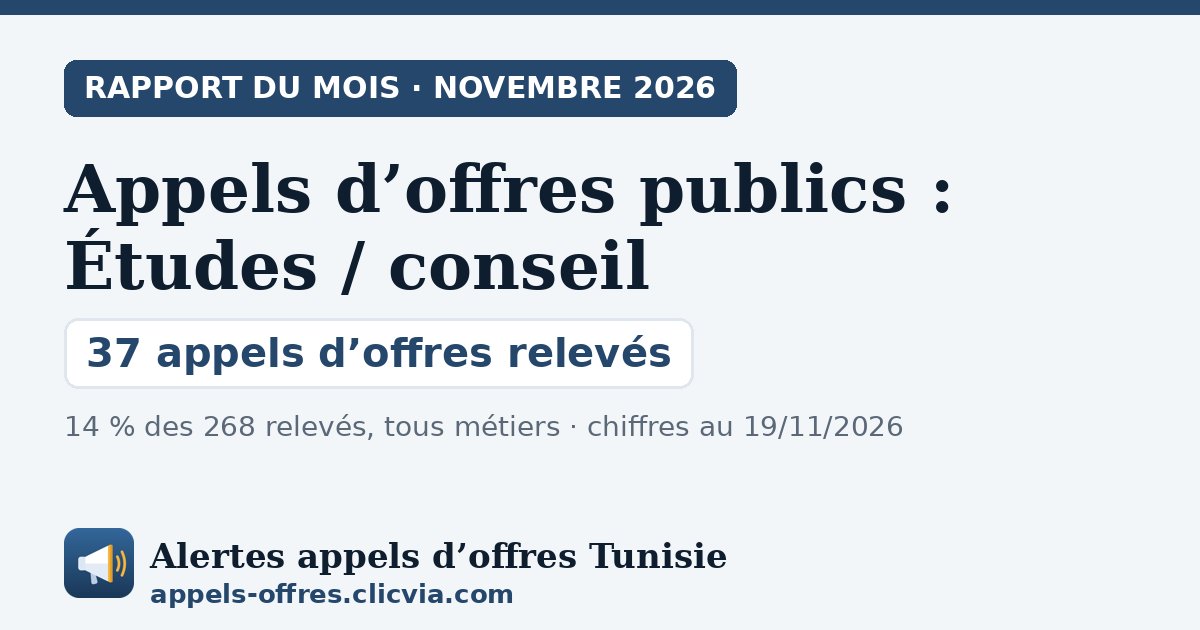 RAPPORT DU MOIS · NOVEMBRE 2026
Appels d’offres publics :
Études / conseil
37 appels d’offres relevés
14 % des 268 relevés, tous métiers · chiffres au 19/11/2026
Alertes appels d’offres Tunisie
appels-offres.clicvia.com